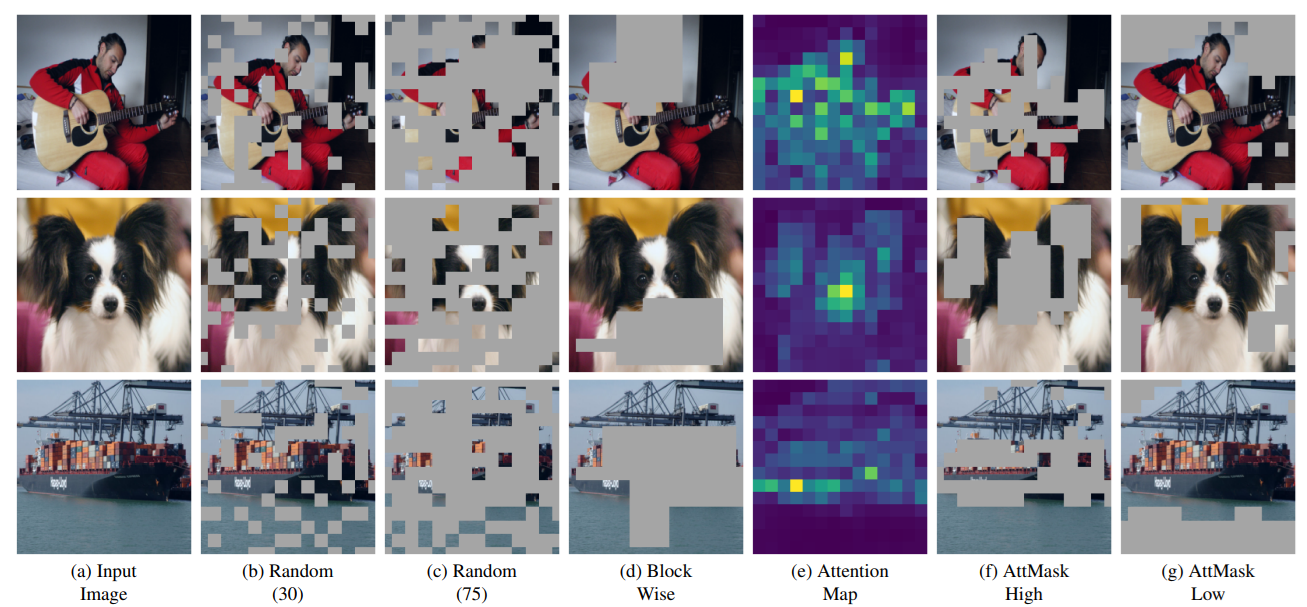 (a) Input
Image
(b) Random
(30)
(c) Random
(75)
(d) Block
Wise
(e) Attention
Map
(f) AttMask
High
(g) AttMask
Low